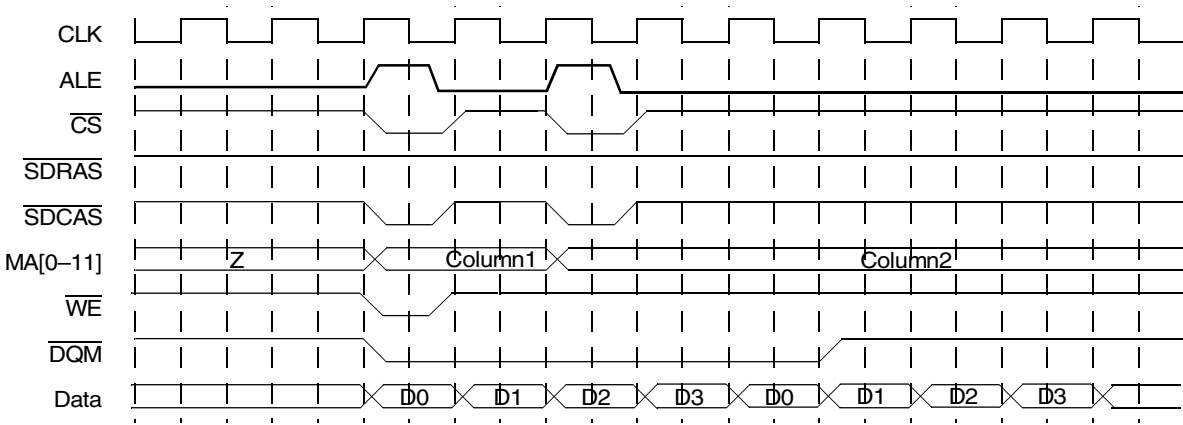 CLK
ALE
CS
SDRAS
SDCAS
MA[0–11] Z Column1 Column2
WE
DQM
Data D0 D1 D2 D3 D0 D1 D2 D3